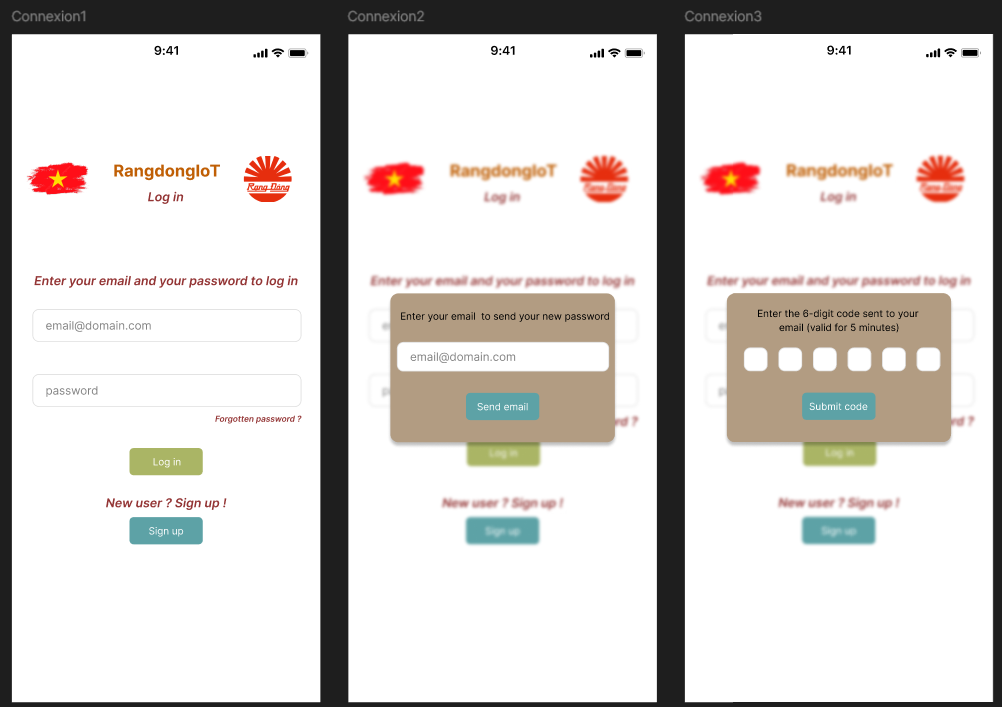 Connexion1
9:41
RangdongIoT
Log in
Rang Dong
Enter your email and your password to log in
email@domain.com
password
Forgotten password ?
Log in
New user ? Sign up !
Sign up
Connexion2
9:41
RangdongIoT
Log in
Rang Dong
Enter your email and your password to log in
Enter your email to send your new password
email@domain.com
Send email
d ?
Log in
New user ? Sign up !
Sign up
Connexion3
9:41
RangdongIoT
Log in
Rang Dong
Enter your email and your password to log in
Enter the 6-digit code sent to your
email (valid for 5 minutes)
Submit code
rd ?
Log in
New user ? Sign up !
Sign up